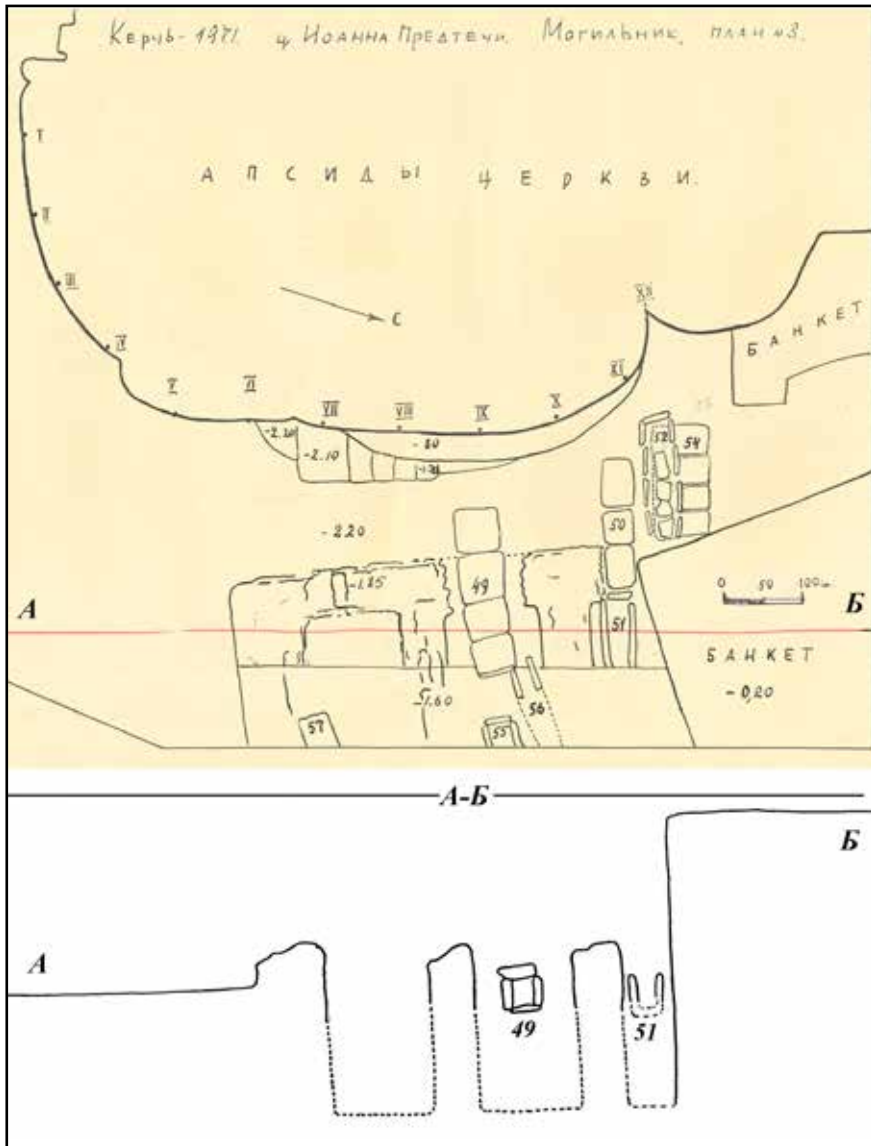 Керчь-1971. ц Иоанна Предтечи. Могильник, план №3.
АПСИДЫ ЦЕРКВИ.
I
II
III
IV
V
VI
VII
VIII
IX
X
XI
XII
С
БАНКЕТ
-2.20
-2.10
-80
52
54
50
-220
49
-1.85
0 50 100
А
Б
51
БАНКЕТ
-0,20
-1.60
56
57
55
А-Б
Б
А
49
51